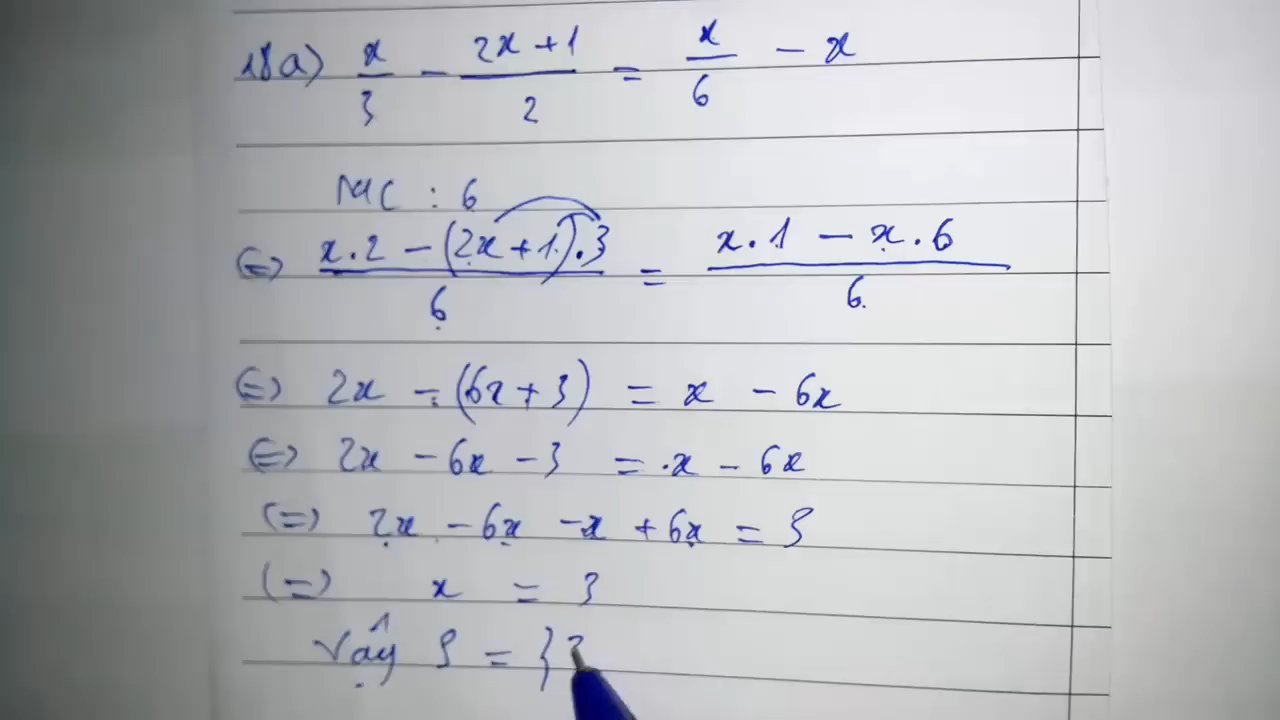 18a) x/3 - 2x+1/2 = x/6 - x
MC : 6
(=) x.2 - (2x+1).3/6 = x.1 - x.6/6
(=) 2x - (6x+3) = x - 6x
(=) 2x - 6x - 3 = x - 6x
(=) 2x - 6x - x + 6x = 3
(=) x = 3
Vậy S = {3